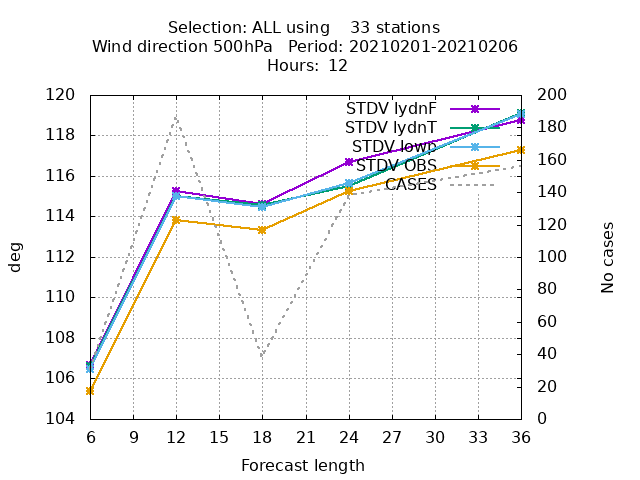 Selection: ALL using    33 stations
Wind direction 500hPa   Period: 20210201-20210206
Hours: 12
STDV lydnF
STDV lydnT
STDV lowp
STDV OBS
CASES
120
118
116
114
112
110
108
106
104
200
180
160
140
120
100
80
60
40
20
0
deg
No cases
6 9 12 15 18 21 24 27 30 33 36
Forecast length